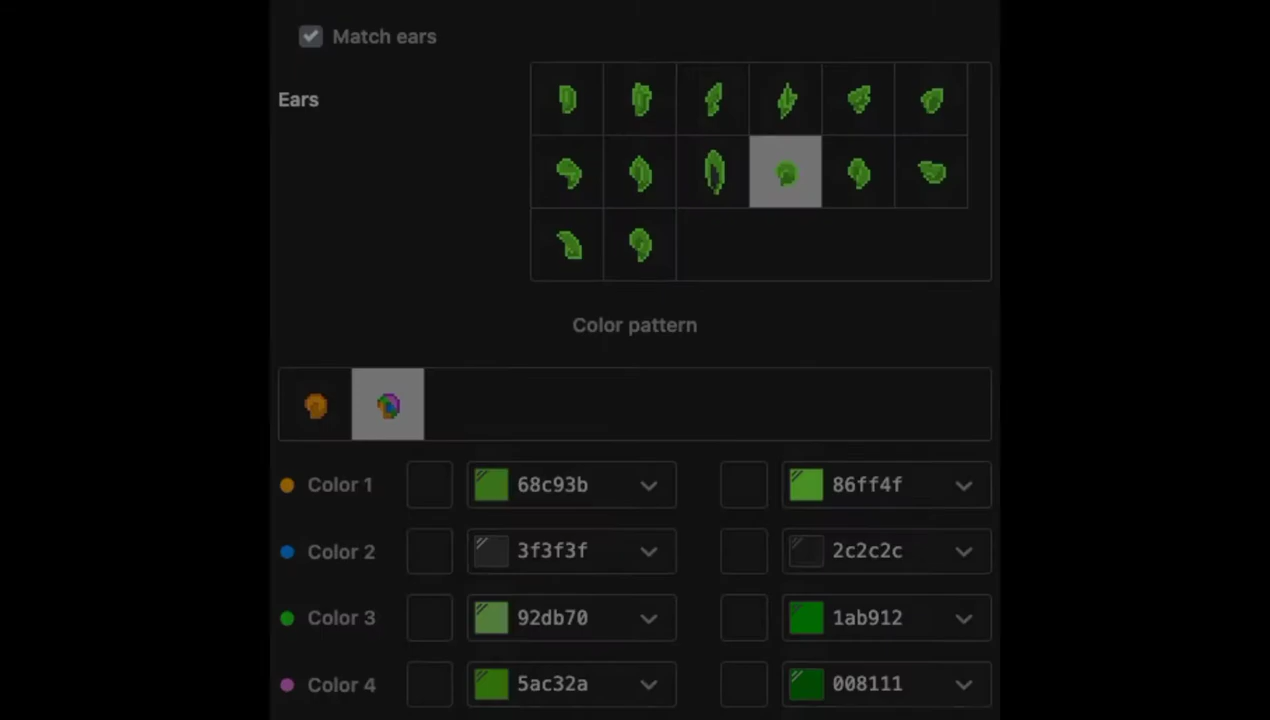 Match ears
Ears
Color pattern
Color 1 68c93b 86ff4f
Color 2 3f3f3f 2c2c2c
Color 3 92db70 1ab912
Color 4 5ac32a 008111